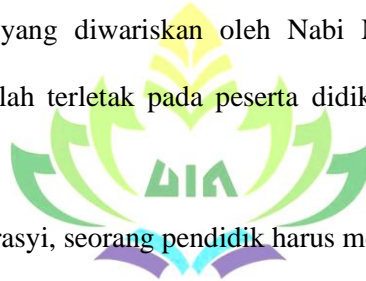 yang diwariskan oleh Nabi
lah terletak pada peserta didik
UIN
rasyi, seorang pendidik harus